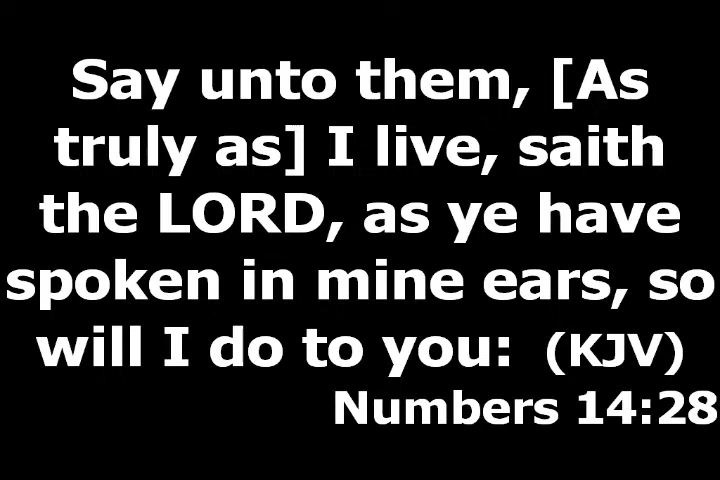 Say unto them, [As
truly as] I live, saith
the LORD, as ye have
spoken in mine ears, so
will I do to you: (KJV)
Numbers 14:28